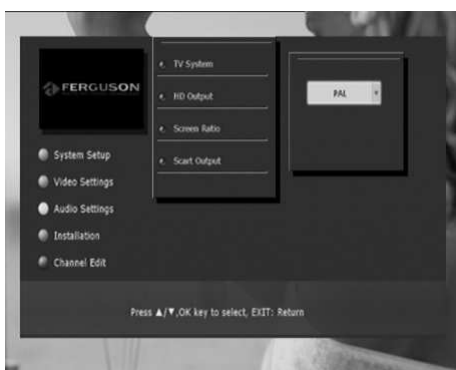 FERGUSON
System Setup
Video Settings
Audio Settings
Installation
Channel Edit
TV System
HD Output
Screen Ratio
Scart Output
PAL
Press ▲/▼,OK key to select, EXIT: Return